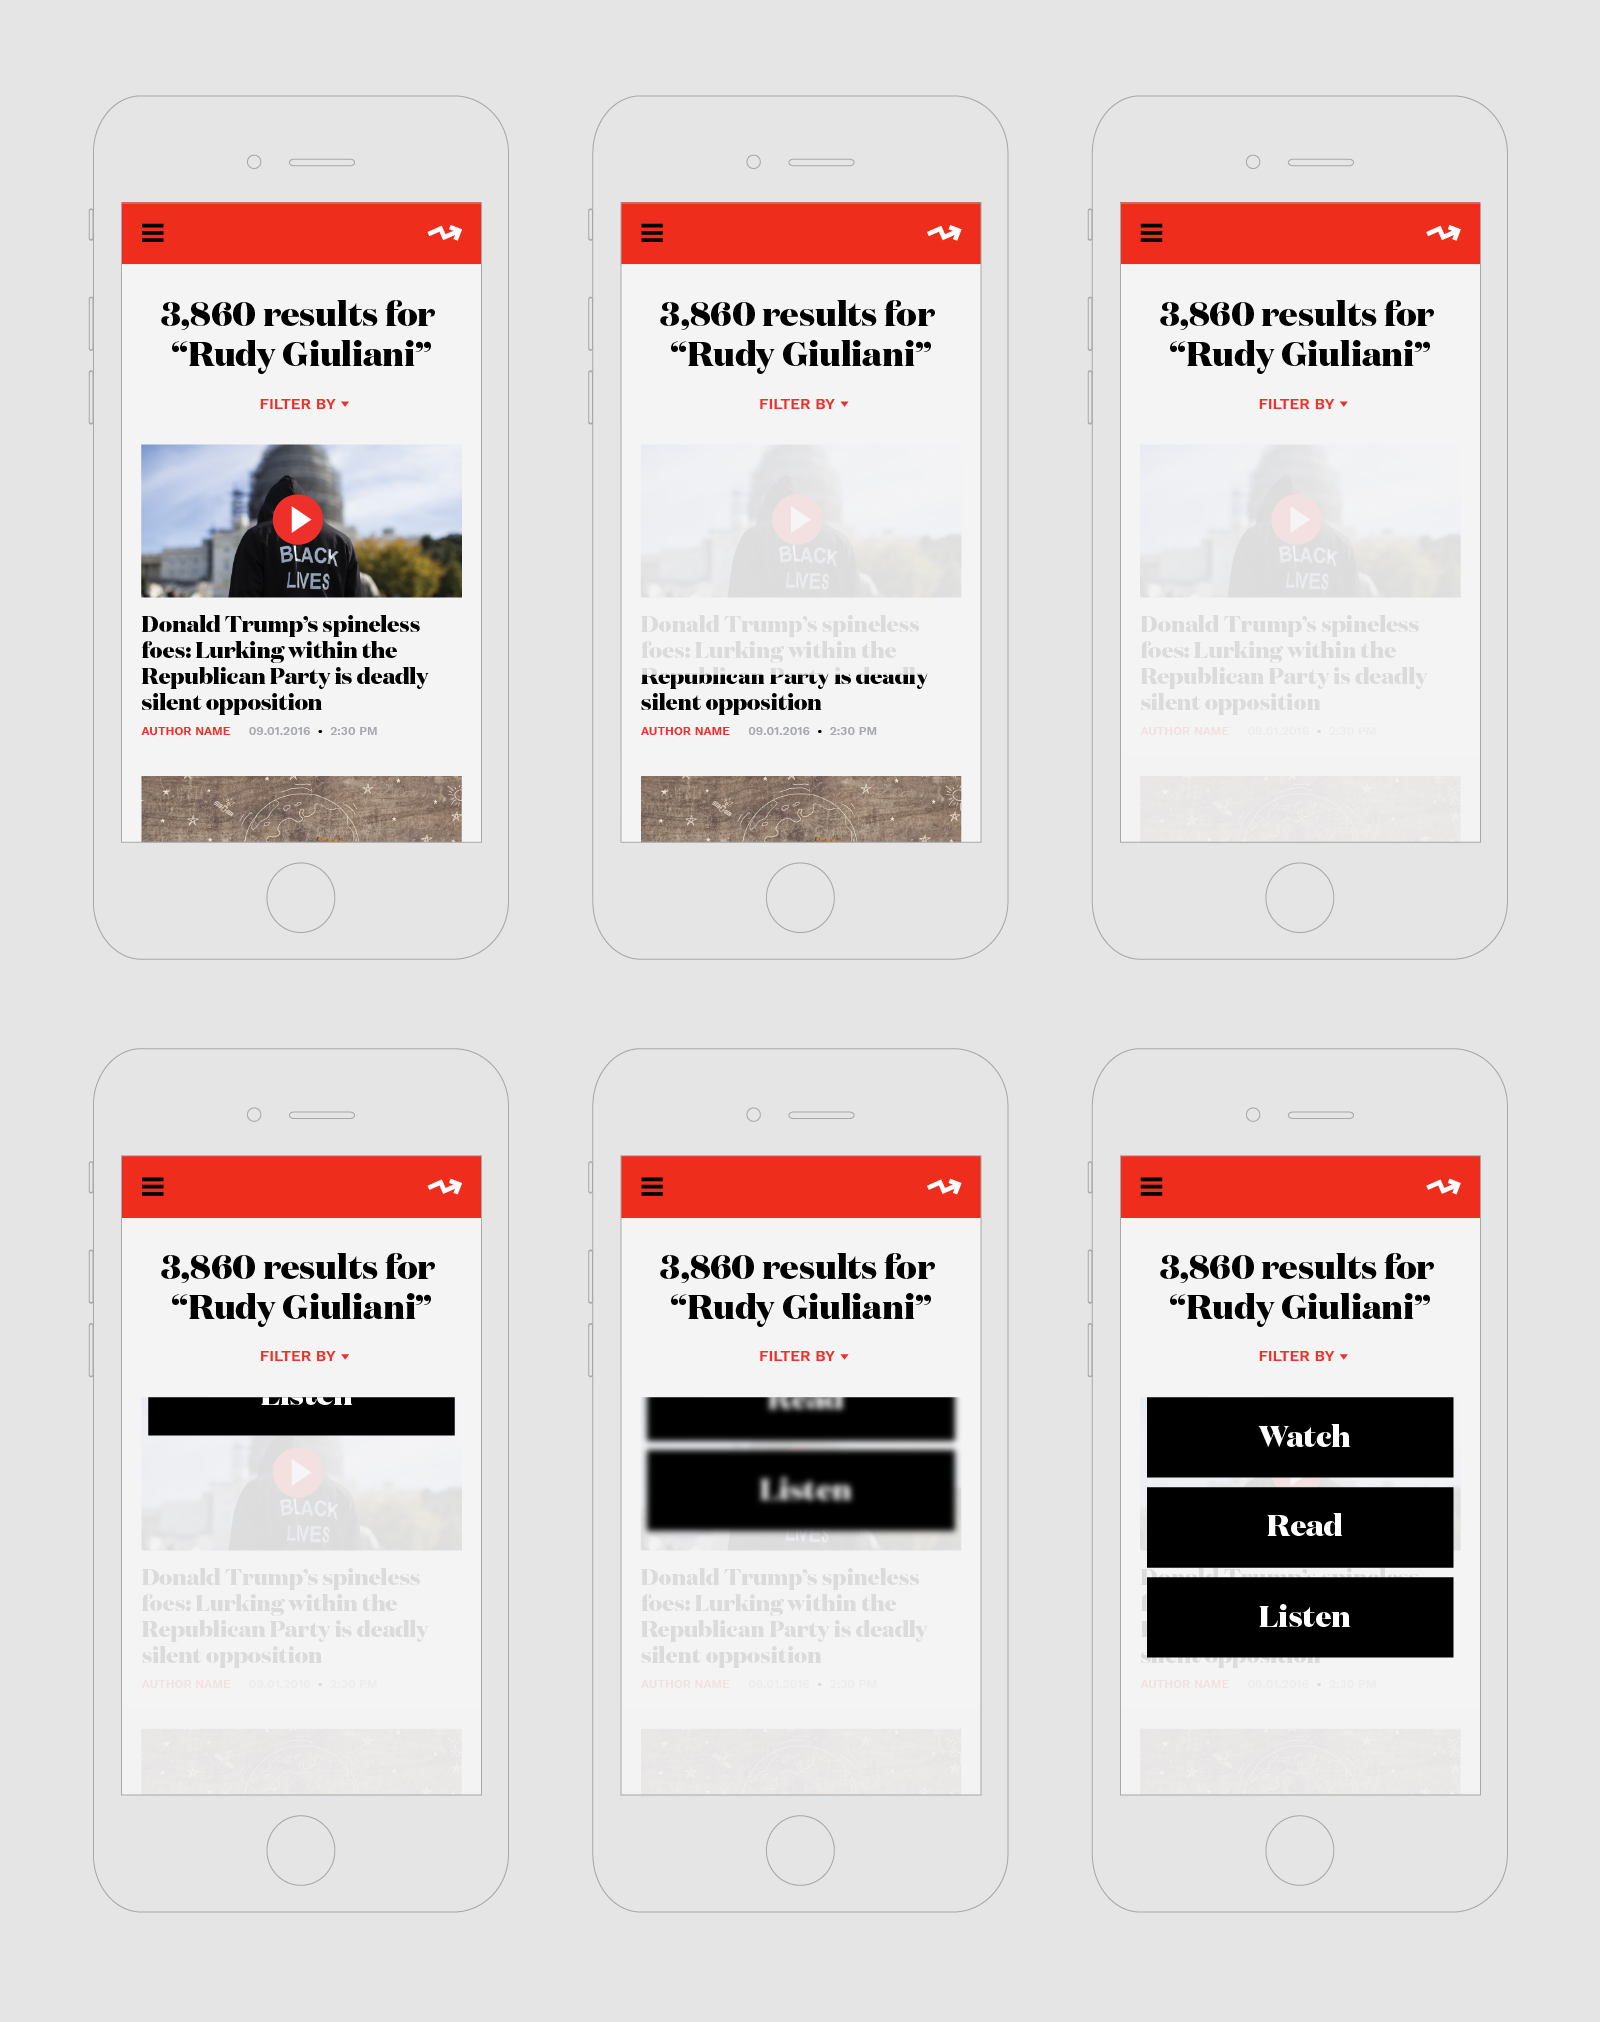 3,860 results for
“Rudy Giuliani”
FILTER BY
BLACK
LIVES
Donald Trump’s spineless
foes: Lurking within the
Republican Party is deadly
silent opposition
AUTHOR NAME 09.01.2016 • 2:30 PM
3,860 results for
“Rudy Giuliani”
FILTER BY
BLACK
LIVES
Donald Trump’s spineless
foes: Lurking within the
Republican Party is deadly
silent opposition
AUTHOR NAME 09.01.2016 • 2:30 PM
3,860 results for
“Rudy Giuliani”
FILTER BY
BLACK
LIVES
Donald Trump’s spineless
foes: Lurking within the
Republican Party is deadly
silent opposition
AUTHOR NAME 09.01.2016 • 2:30 PM
3,860 results for
“Rudy Giuliani”
FILTER BY
Listen
BLACK
LIVES
Donald Trump’s spineless
foes: Lurking within the
Republican Party is deadly
silent opposition
AUTHOR NAME 09.01.2016 • 2:30 PM
3,860 results for
“Rudy Giuliani”
FILTER BY
Read
Listen
LIVES
Donald Trump’s spineless
foes: Lurking within the
Republican Party is deadly
silent opposition
AUTHOR NAME 09.01.2016 • 2:30 PM
3,860 results for
“Rudy Giuliani”
FILTER BY
Watch
Read
Donald Trump’s spineless
Listen
silent opposition
AUTHOR NAME 09.01.2016 • 2:30 PM